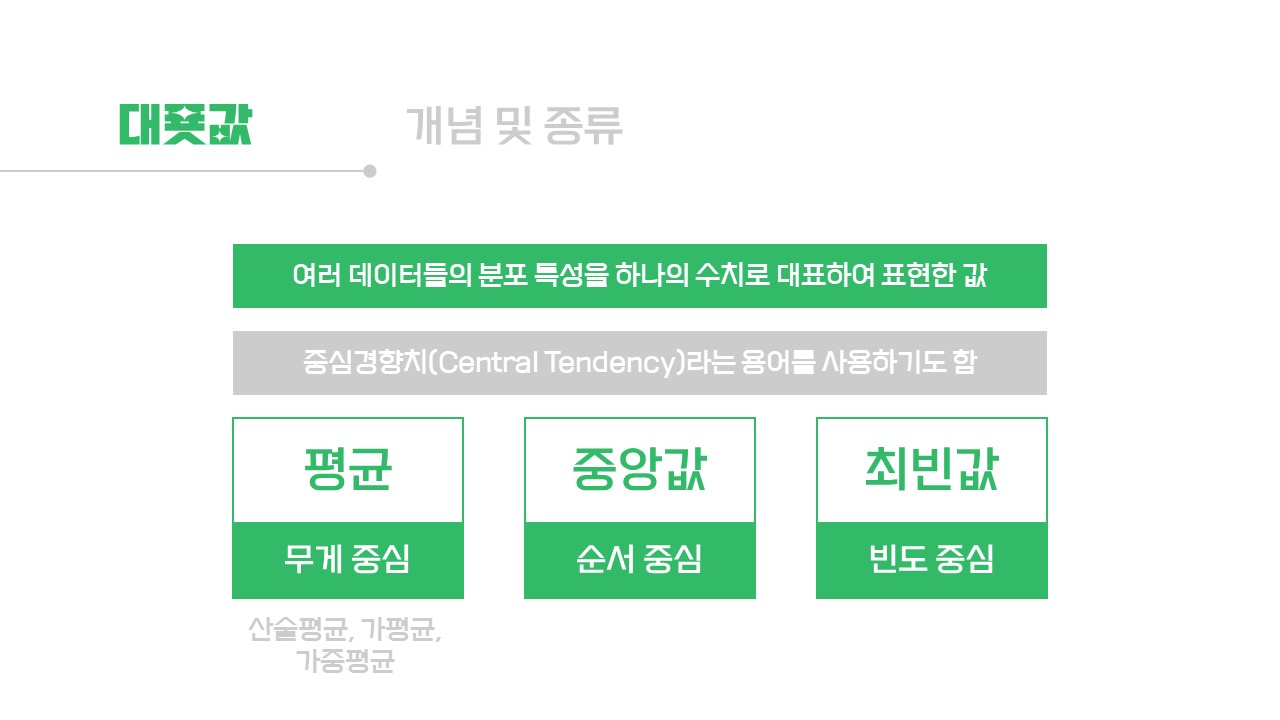 대푯값
개념 및 종류
여러 데이터들의 분포 특성을 하나의 수치로 대표하여 표현한 값
중심경향치(Central Tendency)라는 용어를 사용하기도 함
평균
중앙값
최빈값
무게 중심
순서 중심
빈도 중심
산술평균, 가평균,
가중평균